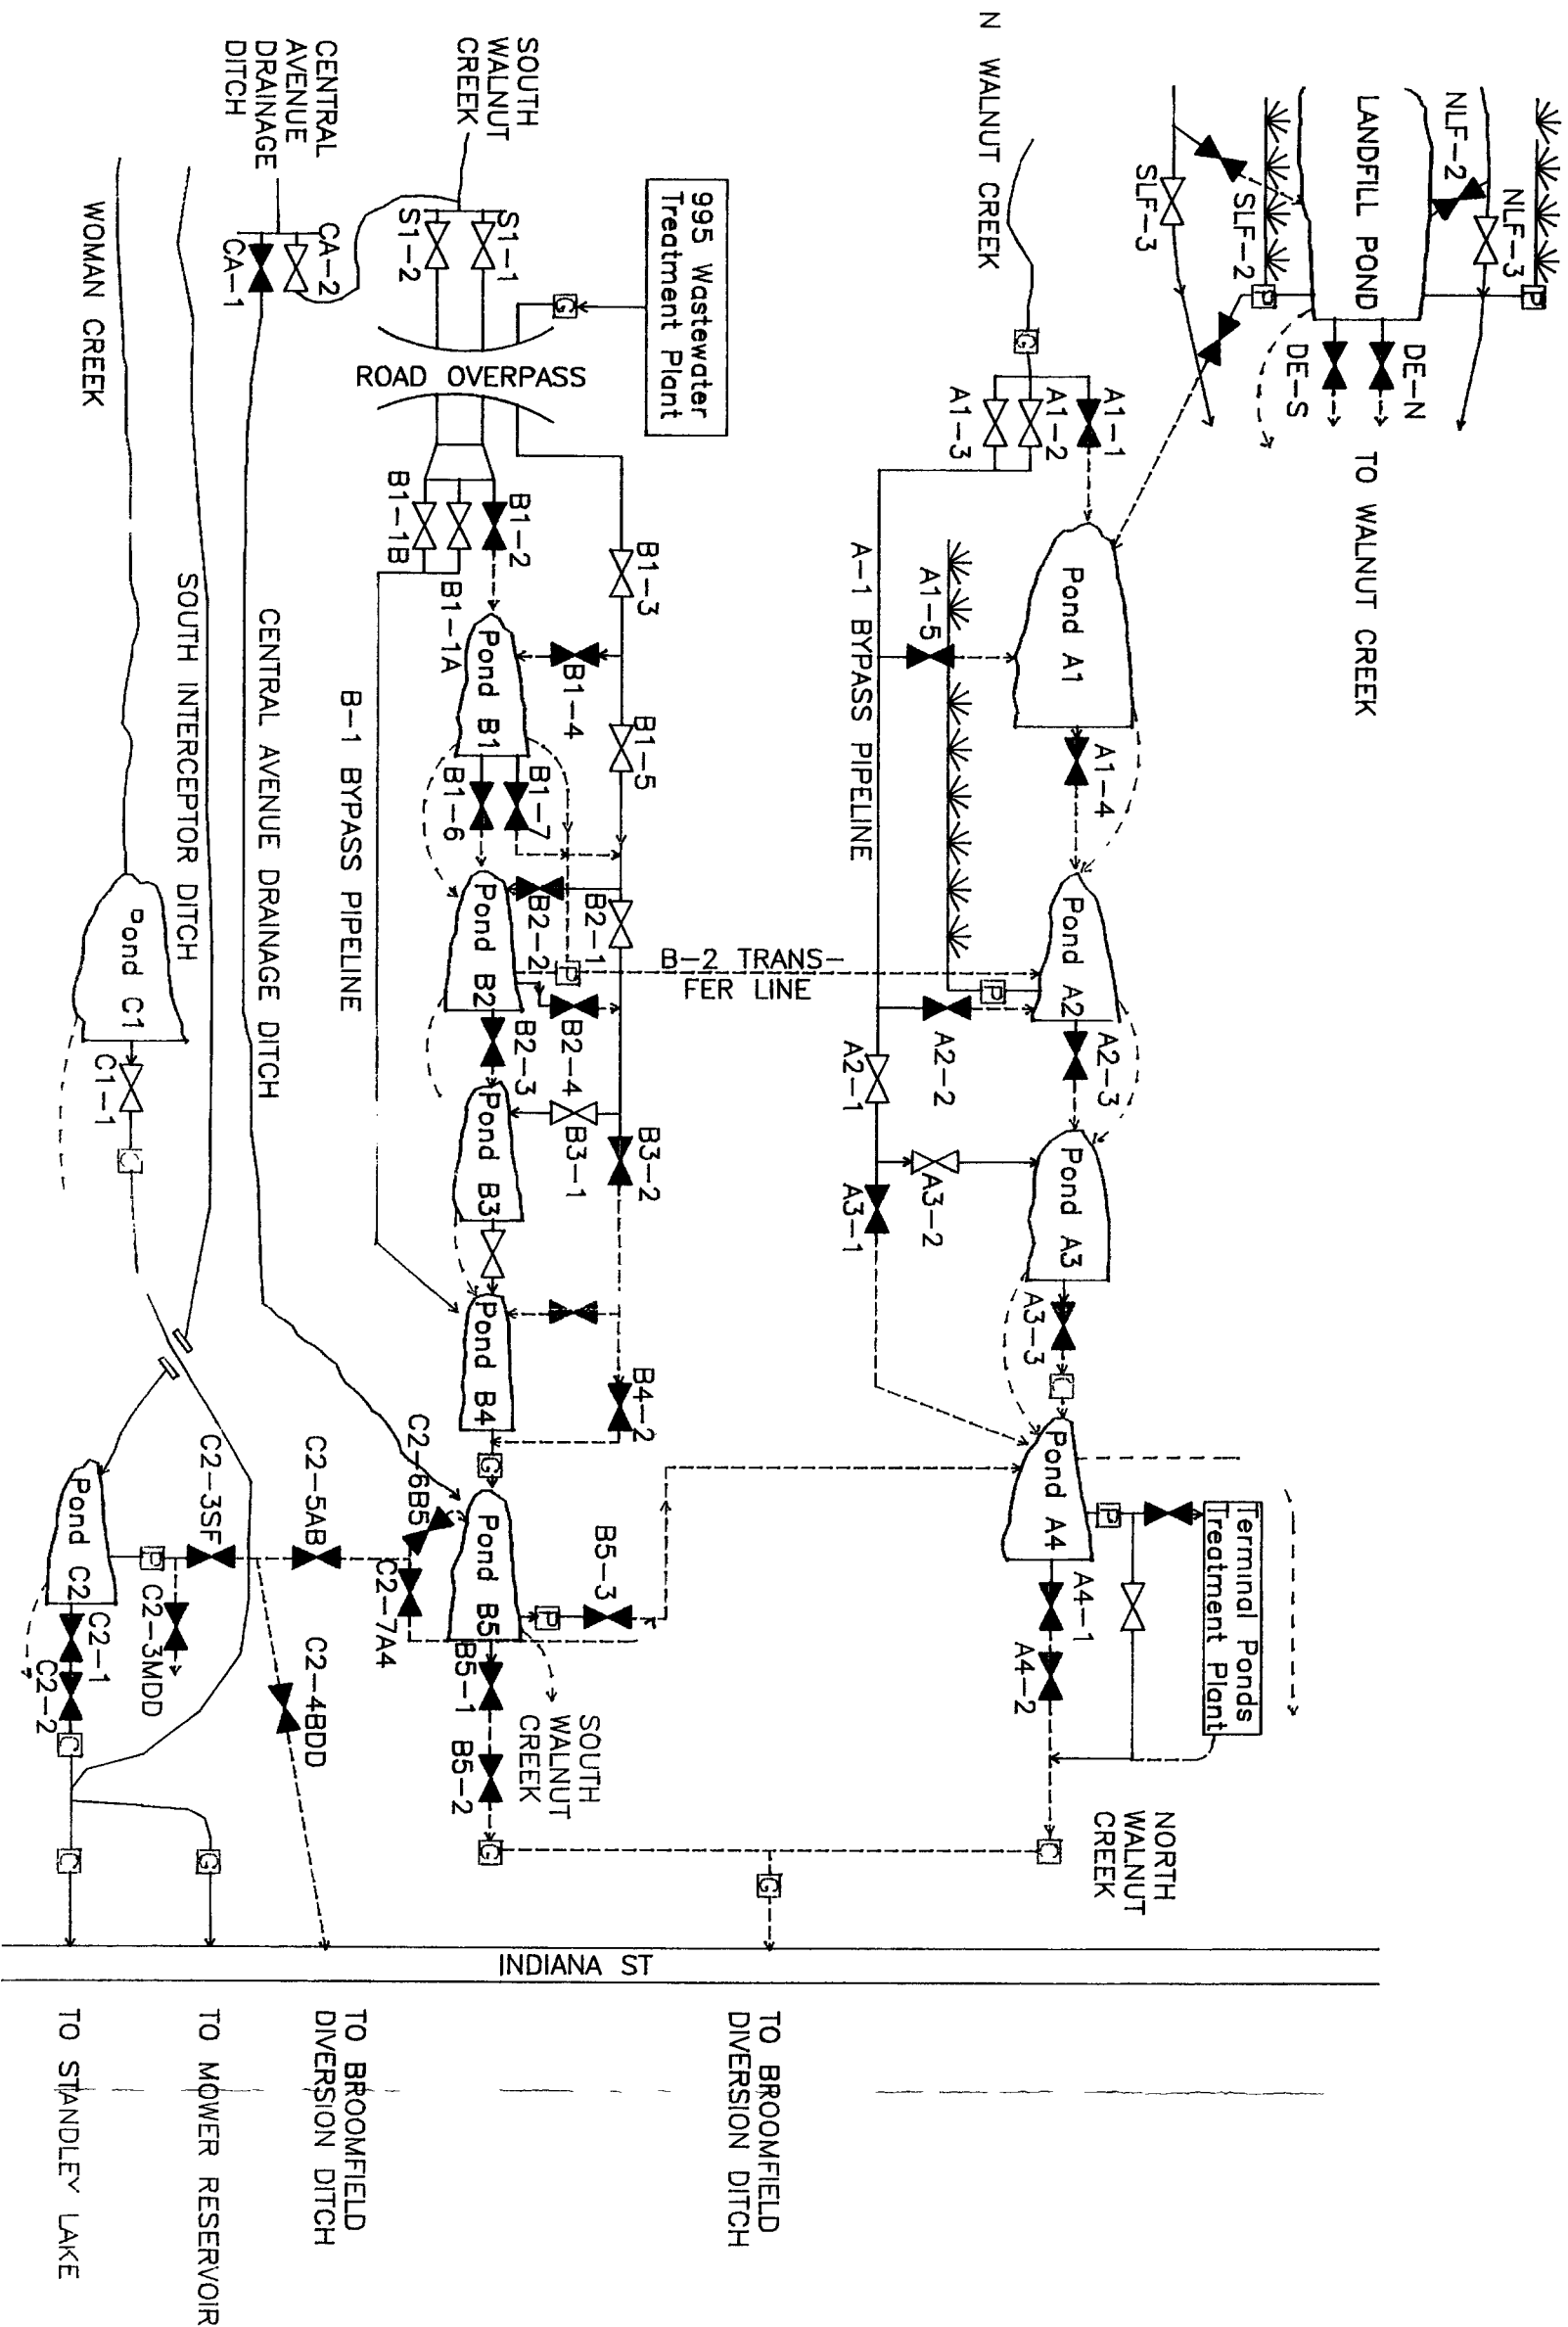 NLF-3
NLF-2
LANDFILL POND
SLF-2
SLF-3
P
P
DE-N
DE-S
TO WALNUT CREEK
N WALNUT CREEK
G
A1-1
A1-2
A1-3
Pond A1
A1-5
A-1 BYPASS PIPELINE
A1-4
Pond A2
P
A2-2
A2-1
A2-3
Pond A3
A3-2
A3-1
A3-3
C
Pond A4
P
Terminal Ponds
Treatment Plant
A4-1
A4-2
C
NORTH
WALNUT
CREEK
995 Wastewater
Treatment Plant
G
SOUTH
WALNUT
CREEK
S1-1
S1-2
ROAD OVERPASS
B1-3
B1-2
B1-1A
B1-1B
B1-4
Pond B1
B1-5
B1-7
B1-6
B-1 BYPASS PIPELINE
B2-1
B2-2
P
B-2 TRANS-
FER LINE
Pond B2
B2-4
B2-3
B3-2
B3-1
Pond B3
Pond B4
B4-2
G
Pond B5
P
B5-3
B5-1
B5-2
G
SOUTH
WALNUT
CREEK
G
CENTRAL
AVENUE
DRAINAGE
DITCH
CA-2
CA-1
CENTRAL AVENUE DRAINAGE DITCH
SOUTH INTERCEPTOR DITCH
WOMAN CREEK
Pond C1
C1-1
C
C2-6B5
C2-7A4
C2-5AB
C2-3SF
C2-4BDD
Pond C2
P
C2-3MDD
C2-1
C2-2
C
G
C
INDIANA ST
TO BROOMFIELD
DIVERSION DITCH
TO BROOMFIELD
DIVERSION DITCH
TO MOWER RESERVOIR
TO STANDLEY LAKE